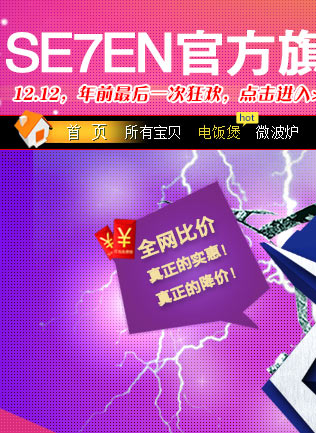 SE7EN官方旗
12.12，年前最后一次狂欢，点击进入
hot
首 页 所有宝贝 电饭煲 微波炉
全网比价
真正的实惠！
真正的降价！